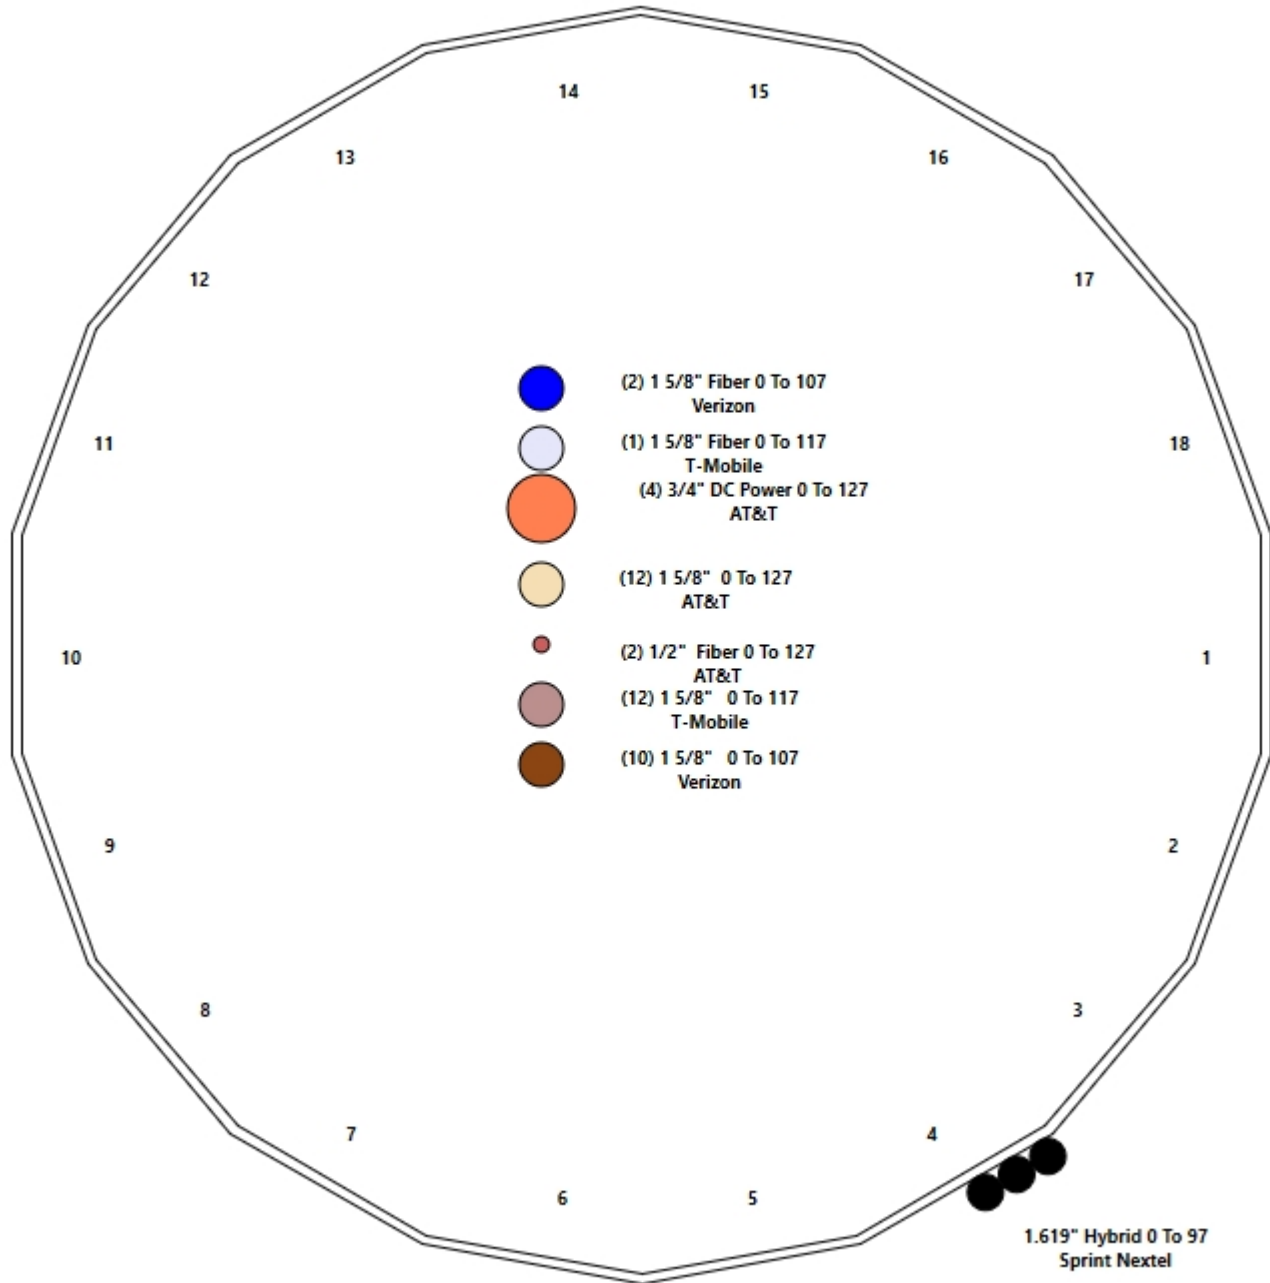 14
15
13
16
12
17
(2) 1 5/8" Fiber 0 To 107
Verizon
(1) 1 5/8" Fiber 0 To 117
T-Mobile
(4) 3/4" DC Power 0 To 127
AT&T
11
18
(12) 1 5/8"  0 To 127
AT&T
(2) 1/2"  Fiber 0 To 127
AT&T
10
1
(12) 1 5/8"   0 To 117
T-Mobile
(10) 1 5/8"   0 To 107
Verizon
9
2
8
3
7
4
6
5
1.619" Hybrid 0 To 97
Sprint Nextel